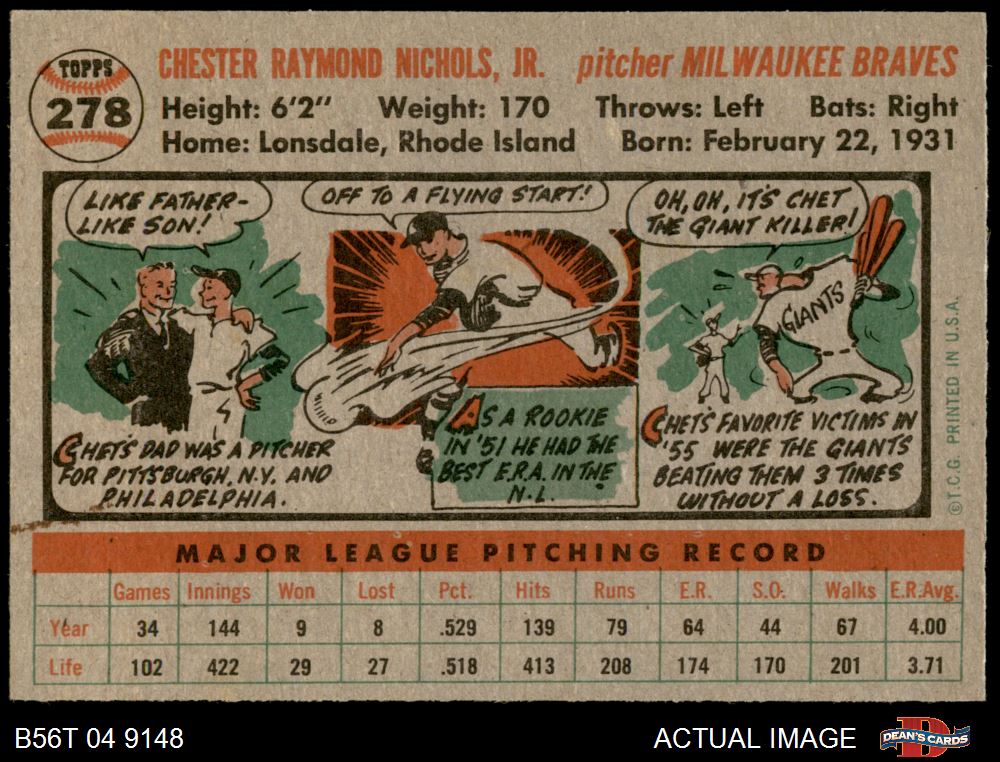 TOPPS
278
CHESTER RAYMOND NICHOLS, JR. pitcher MILWAUKEE BRAVES
Height: 6'2" Weight: 170 Throws: Left Bats: Right
Home: Lonsdale, Rhode Island Born: February 22, 1931
LIKE FATHER-
LIKE SON!
CHET'S DAD WAS A PITCHER
FOR PITTSBURGH, N.Y. AND
PHILADELPHIA.
OFF TO A FLYING START!
AS A ROOKIE
IN '51 HE HAD THE
BEST E.R.A. IN THE
N.L.
OH, OH, IT'S CHET
THE GIANT KILLER!
GIANTS
CHET'S FAVORITE VICTIMS IN
'55 WERE THE GIANTS
BEATING THEM 3 TIMES
WITHOUT A LOSS.
©T.C.G. PRINTED IN U.S.A.
MAJOR LEAGUE PITCHING RECORD
Games Innings Won Lost Pct. Hits Runs E.R. S.O. Walks E.R.Avg.
Year 34 144 9 8 .529 139 79 64 44 67 4.00
Life 102 422 29 27 .518 413 208 174 170 201 3.71
B56T 04 9148 ACTUAL IMAGE DEAN'S CARDS